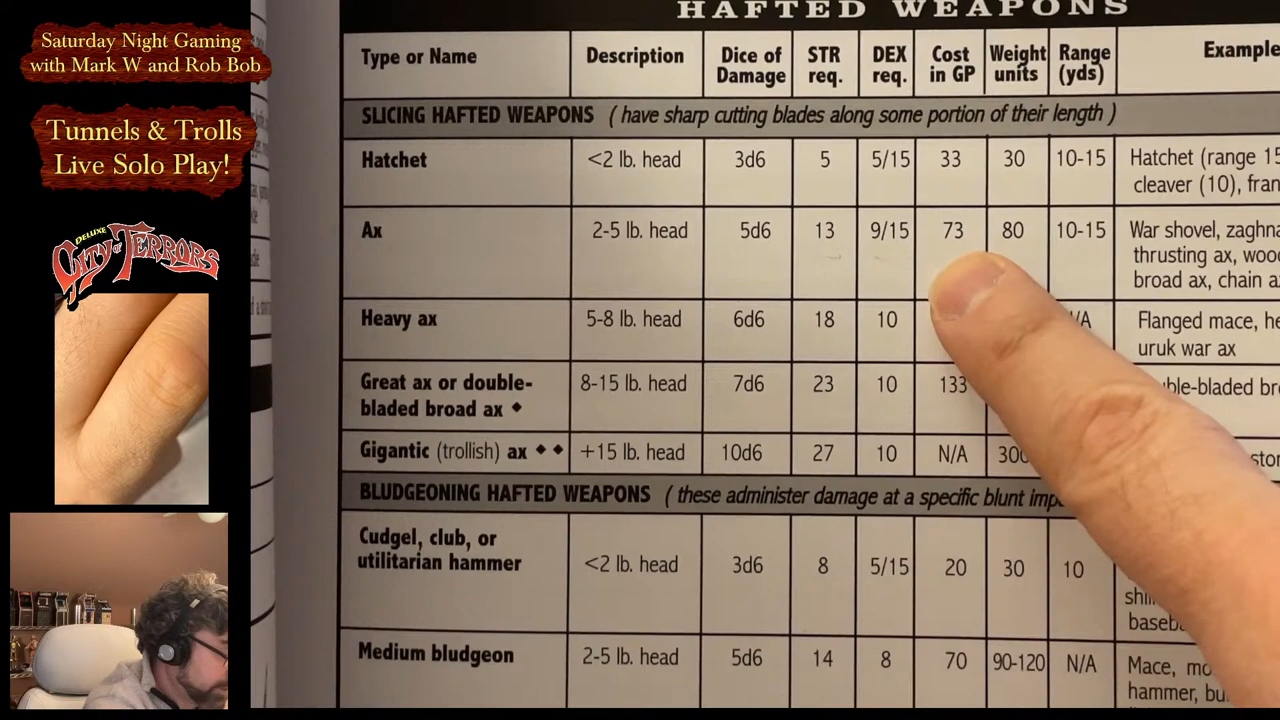 Saturday Night Gaming
with Mark W and Rob Bob
Tunnels & Trolls
Live Solo Play!
DELUXE
CITY OF TERRORS
HAFTED WEAPONS
Type or Name Description Dice of Damage STR req. DEX req. Cost in GP Weight units Range (yds)
SLICING HAFTED WEAPONS (have sharp cutting blades along some portion of their length)
Hatchet <2 lb. head 3d6 5 5/15 33 30 10-15 Hatchet (range
cleaver (10),
Ax 2-5 lb. head 5d6 13 9/15 73 80 10-15 War shovel,
thrusting ax,
broad ax, chain
Heavy ax 5-8 lb. head 6d6 18 10 Flanged mace,
uruk war ax
Great ax or double-
bladed broad ax ◆ 8-15 lb. head 7d6 23 10 133
Gigantic (trollish) ax ◆ ◆ +15 lb. head 10d6 27 10 N/A
BLUDGEONING HAFTED WEAPONS (these administer damage at a specific blunt
Cudgel, club, or
utilitarian hammer <2 lb. head 3d6 8 5/15 20 30 10
Medium bludgeon 2-5 lb. head 5d6 14 8 70 90-120 N/A Mace,
hammer,